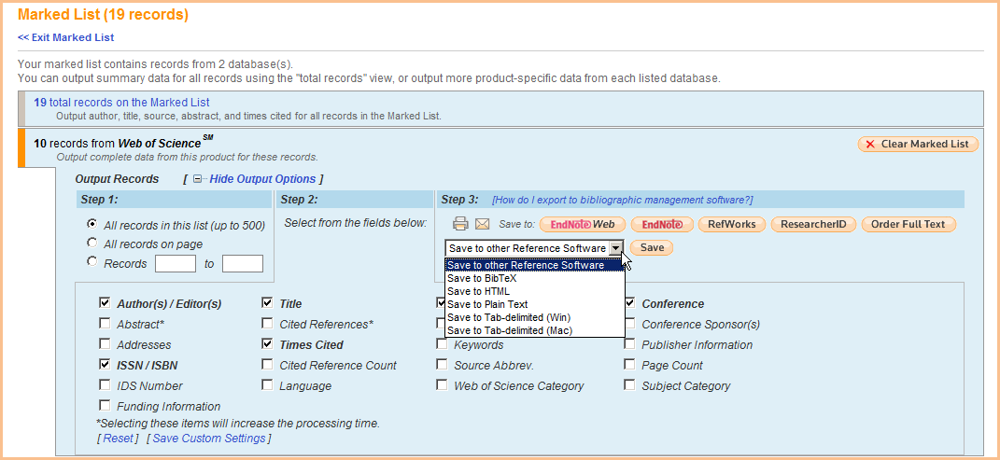 Marked List (19 records)
<< Exit Marked List
Your marked list contains records from 2 database(s).
You can output summary data for all records using the "total records" view, or output more product-specific data from each listed database.
19 total records on the Marked List
Output author, title, source, abstract, and times cited for all records in the Marked List.
10 records from Web of Science SM
Clear Marked List
Output complete data from this product for these records.
Output Records [ Hide Output Options ]
Step 1:
All records in this list (up to 500)
All records on page
Records to
Step 2:
Select from the fields below:
Step 3: [How do I export to bibliographic management software?]
Save to: EndNote Web EndNote RefWorks ResearcherID Order Full Text
Save to other Reference Software Save
Save to other Reference Software
Save to BibTeX
Save to HTML
Save to Plain Text
Save to Tab-delimited (Win)
Save to Tab-delimited (Mac)
Author(s) / Editor(s) Title Conference
Abstract* Cited References* Conference Sponsor(s)
Addresses Times Cited Keywords Publisher Information
ISSN / ISBN Cited Reference Count Source Abbrev. Page Count
IDS Number Language Web of Science Category Subject Category
Funding Information
*Selecting these items will increase the processing time.
[ Reset ] [ Save Custom Settings ]